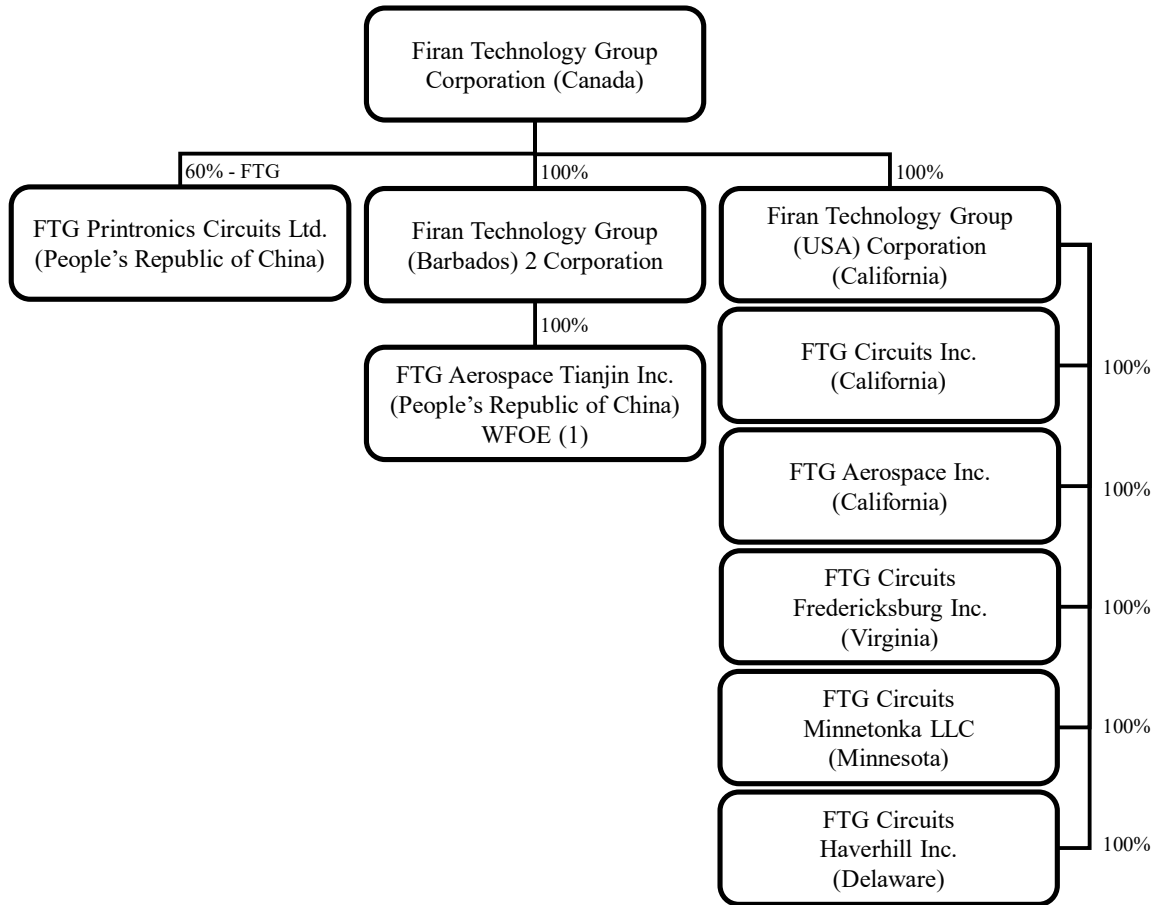 Firan Technology Group
Corporation (Canada)
60% - FTG
100%
100%
FTG Printronics Circuits Ltd.
(People’s Republic of China)
Firan Technology Group
(Barbados) 2 Corporation
Firan Technology Group
(USA) Corporation
(California)
100%
FTG Aerospace Tianjin Inc.
(People’s Republic of China)
WFOE (1)
FTG Circuits Inc.
(California)
100%
FTG Aerospace Inc.
(California)
100%
FTG Circuits
Fredericksburg Inc.
(Virginia)
100%
FTG Circuits
Minnetonka LLC
(Minnesota)
100%
FTG Circuits
Haverhill Inc.
(Delaware)
100%